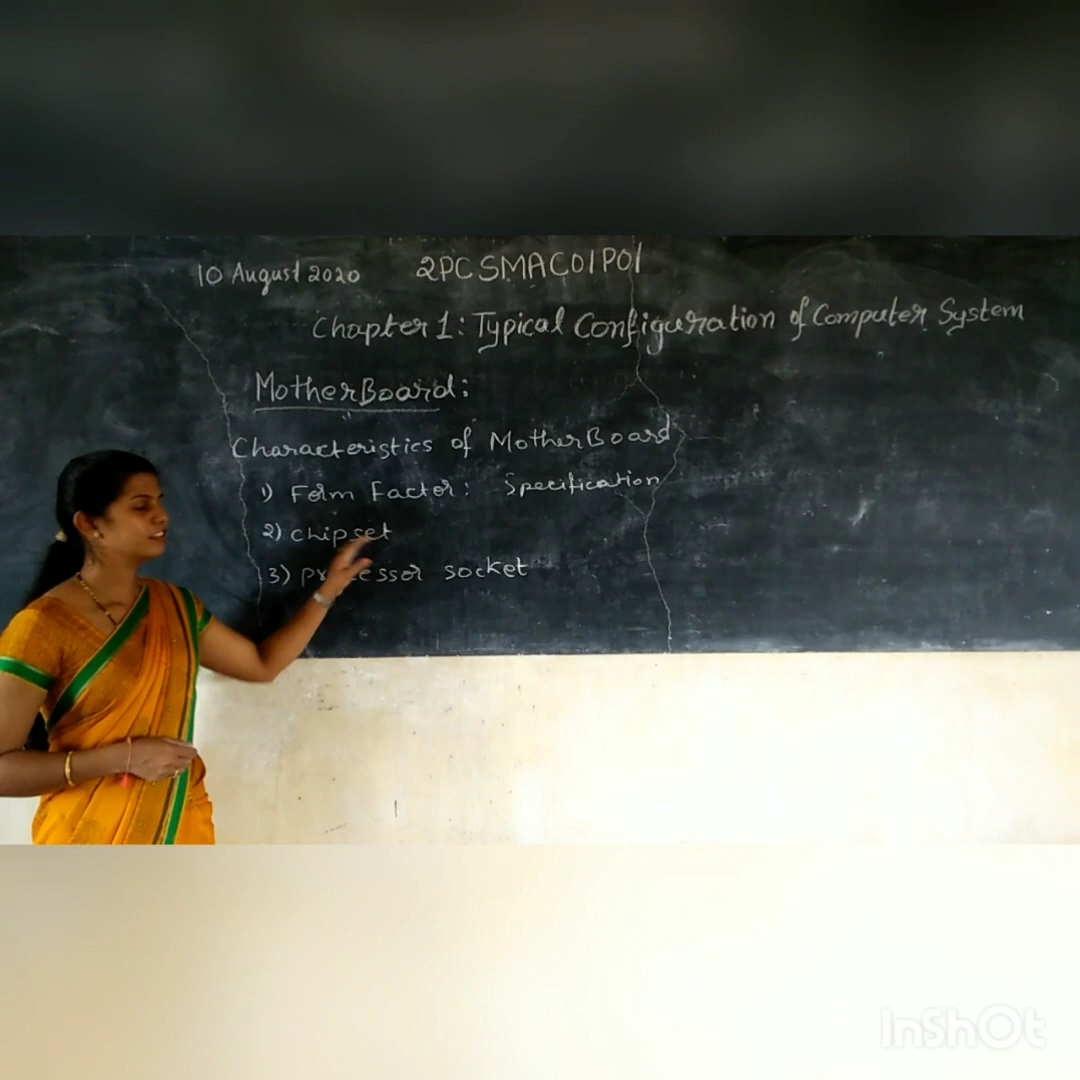 10 August 2020 2PCSMAC01P01
Chapter 1: Typical Configuration of Computer System
MotherBoard:
Characteristics of MotherBoard
1) Form Factor: Specification
2) chipset
3) processor socket
InShOt